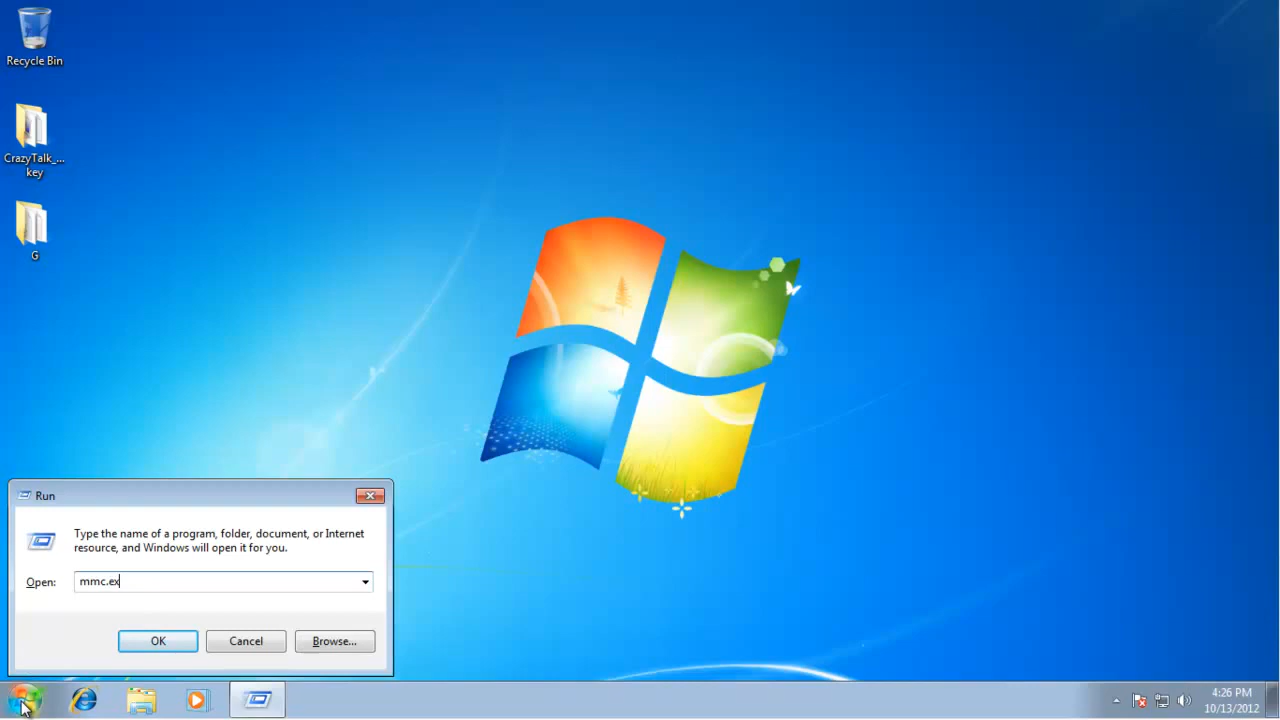 Recycle Bin
CrazyTalk_...
key
G
Run
Type the name of a program, folder, document, or Internet
resource, and Windows will open it for you.
Open:
mmc.ex
OK
Cancel
Browse...
4:26 PM
10/13/2012